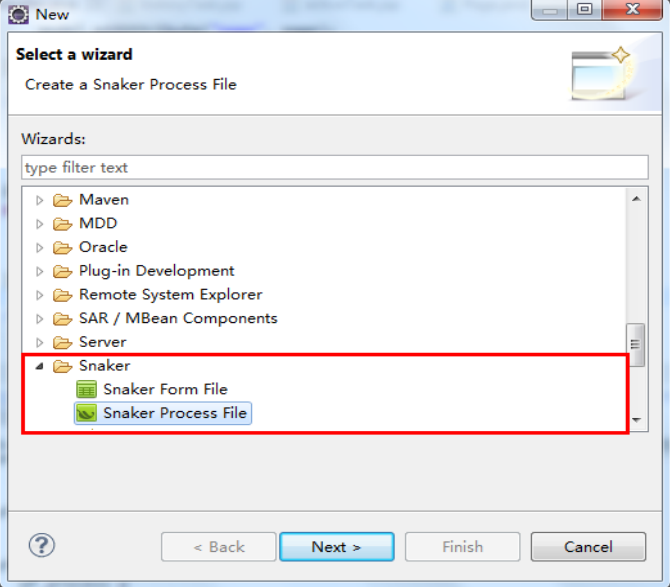 New
Select a wizard
Create a Snaker Process File
Wizards:
type filter text
Maven
MDD
Oracle
Plug-in Development
Remote System Explorer
SAR / MBean Components
Server
Snaker
Snaker Form File
Snaker Process File
< Back
Next >
Finish
Cancel